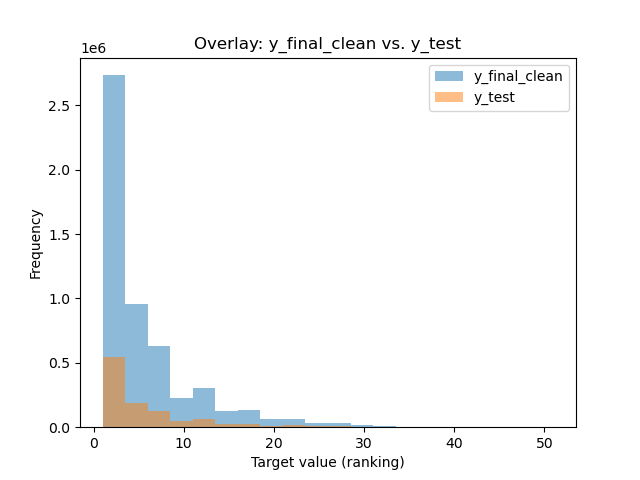 Overlay: y_final_clean vs. y_test
1e6
y_final_clean
y_test
2.5
2.0
1.5
1.0
0.5
0.0
Frequency
0 10 20 30 40 50
Target value (ranking)